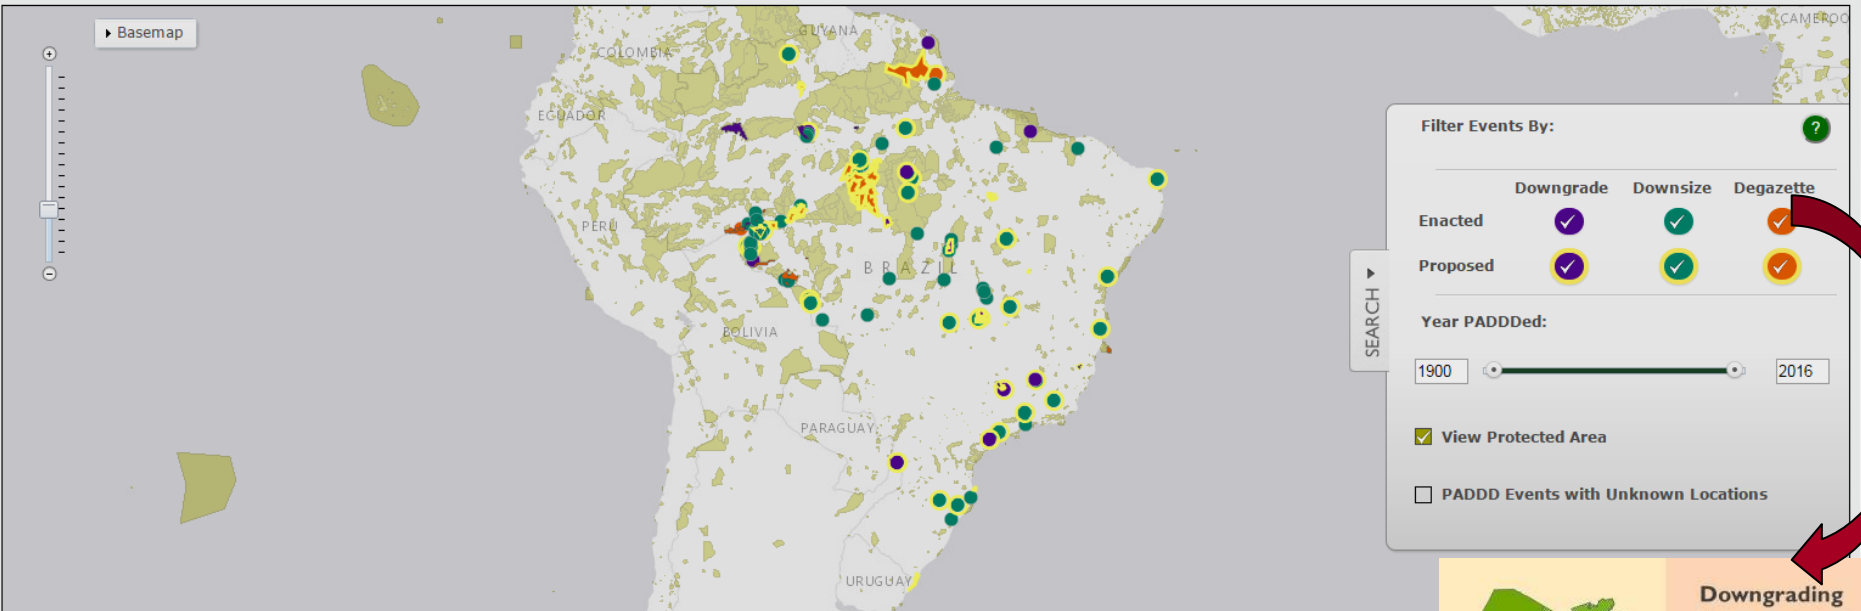 Basemap
GUYANA
CAMEROO
COLOMBIA
ECUADOR
PERU
BRAZIL
BOLIVIA
PARAGUAY
URUGUAY
SEARCH
Filter Events By:
?
Downgrade Downsize Degazette
Enacted
Proposed
Year PADDDed:
1900 2016
View Protected Area
PADDD Events with Unknown Locations
Downgrading